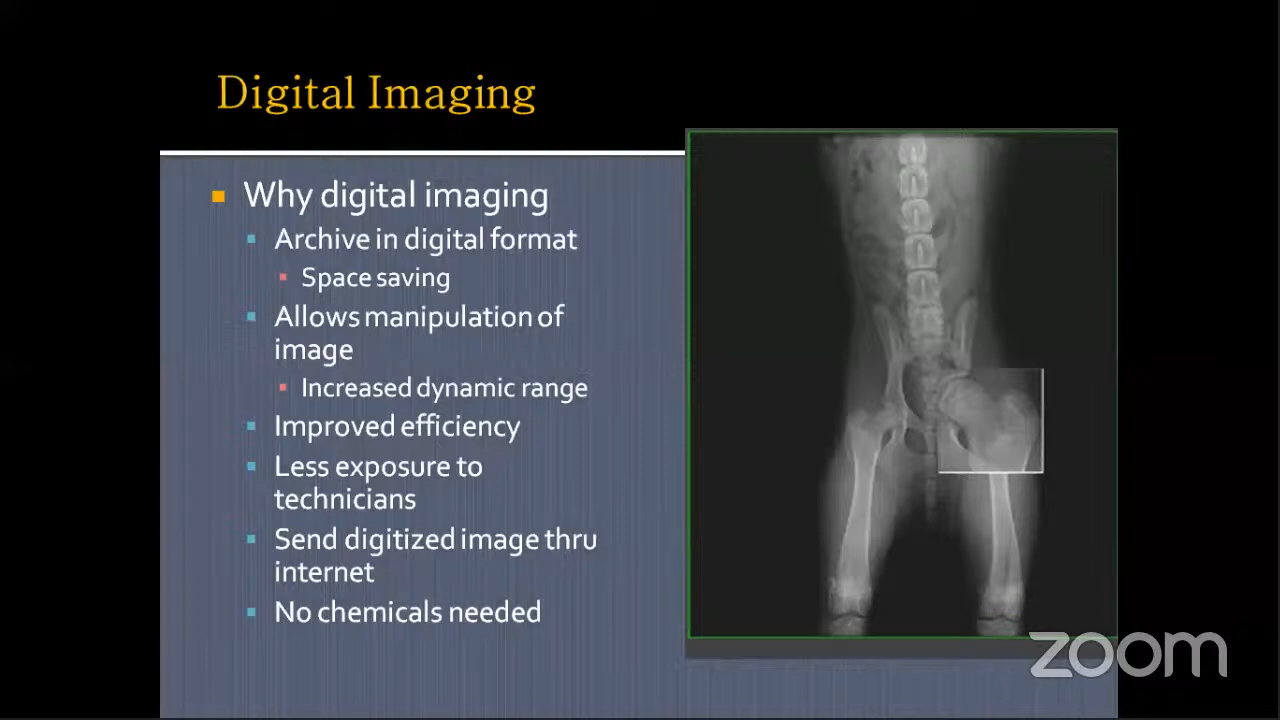 Digital Imaging
Why digital imaging
Archive in digital format
Space saving
Allows manipulation of
image
Increased dynamic range
Improved efficiency
Less exposure to
technicians
Send digitized image thru
internet
No chemicals needed
zoom